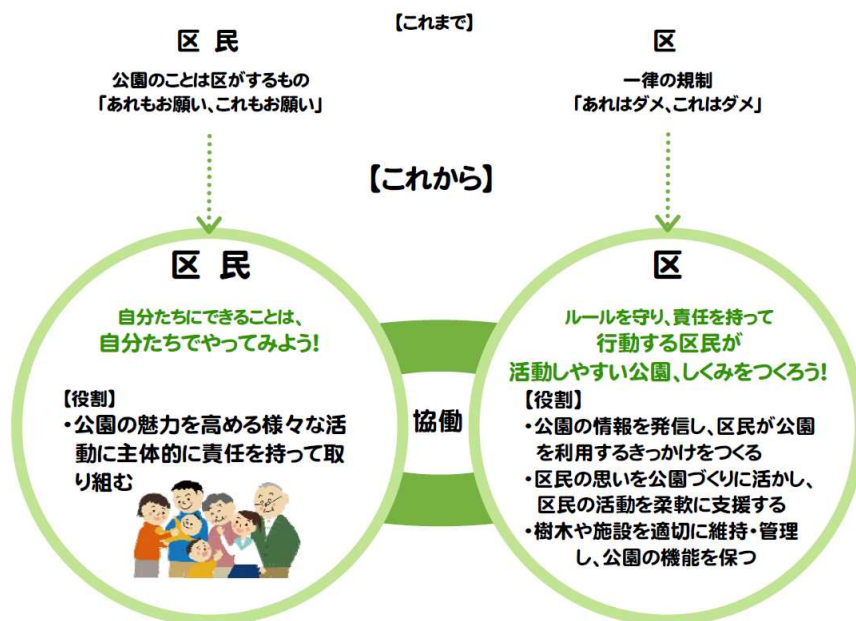 【これまで】
区 民
公園のことは区がするもの
「あれもお願い、これもお願い」
区
一律の規制
「あれはダメ、これはダメ」
【これから】
区 民
自分たちにできることは、
自分たちでやってみよう!
【役割】
・公園の魅力を高める様々な活
動に主体的に責任を持って取
り組む
協働
区
ルールを守り、責任を持って
行動する区民が
活動しやすい公園、しくみをつくろう!
【役割】
・公園の情報を発信し、区民が公園
を利用するきっかけをつくる
・区民の思いを公園づくりに活かし、
区民の活動を柔軟に支援する
・樹木や施設を適切に維持・管理
し、公園の機能を保つ